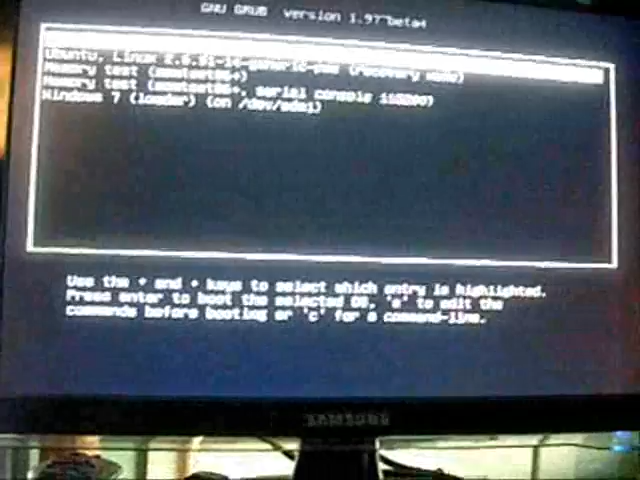 GNU GRUB version 1.97~beta4
Ubuntu, Linux 2.6.31-14-generic-pae (recovery mode)
Memory test (memtest86+)
Memory test (memtest86+, serial console 115200)
Windows 7 (loader) (on /dev/sda1)
Use the ↑ and ↓ keys to select which entry is highlighted.
Press enter to boot the selected OS, 'e' to edit the
commands before booting or 'c' for a command-line.
SAMSUNG